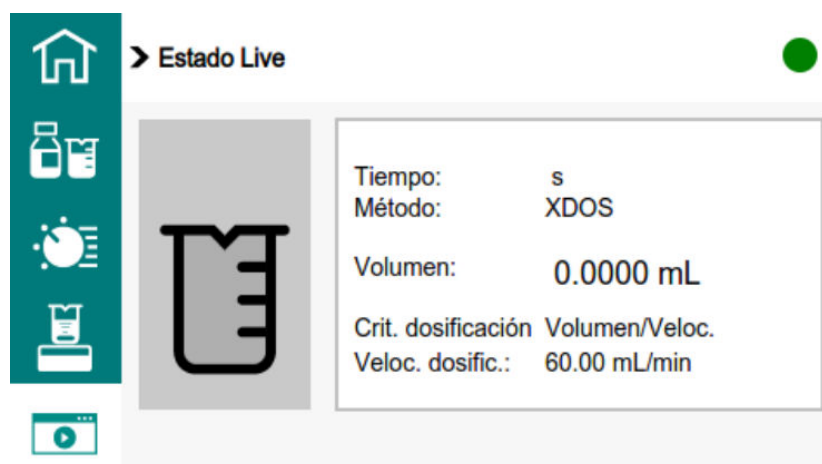 Estado Live
Tiempo: s
Método: XDOS
Volumen: 0.0000 mL
Crit. dosificación Volumen/Veloc.
Veloc. dosific.: 60.00 mL/min